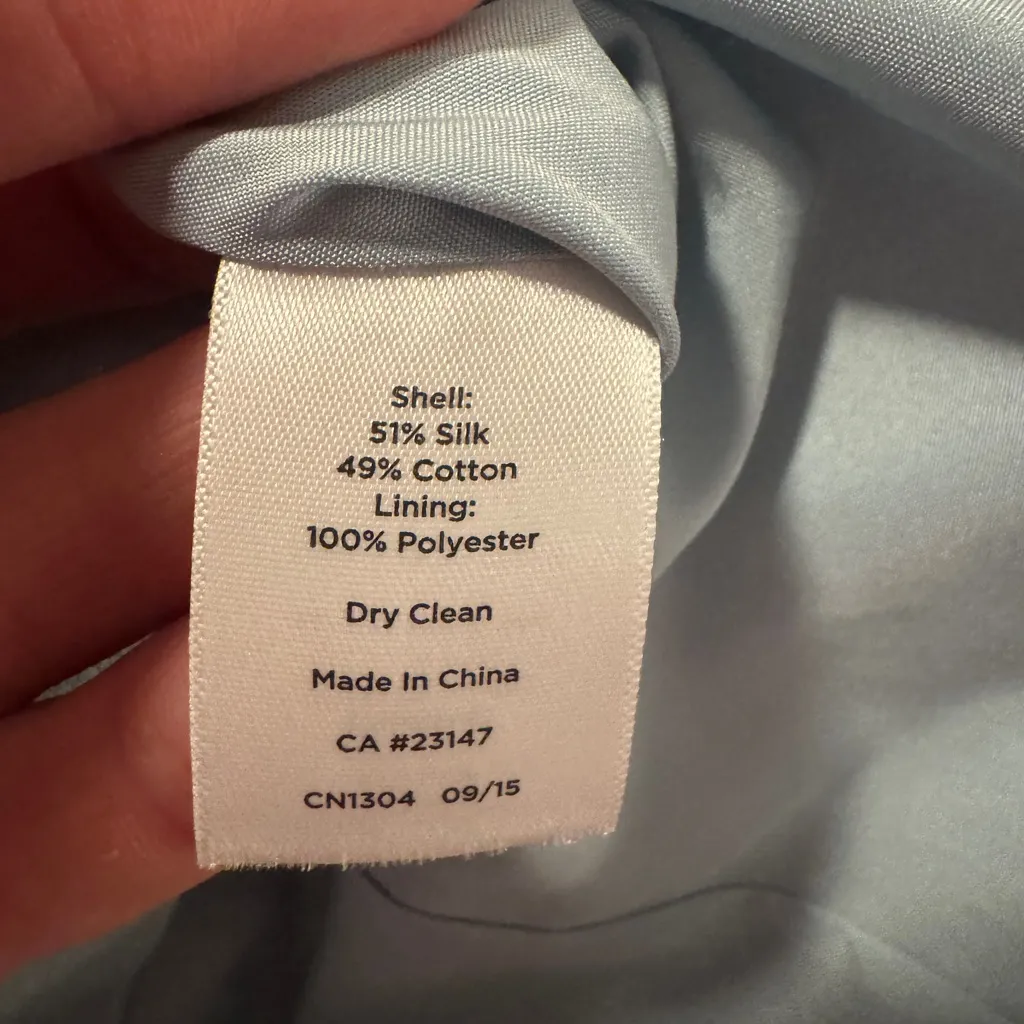 Shell:
51% Silk
49% Cotton
Lining:
100% Polyester
Dry Clean
Made In China
CA #23147
CN1304 09/15